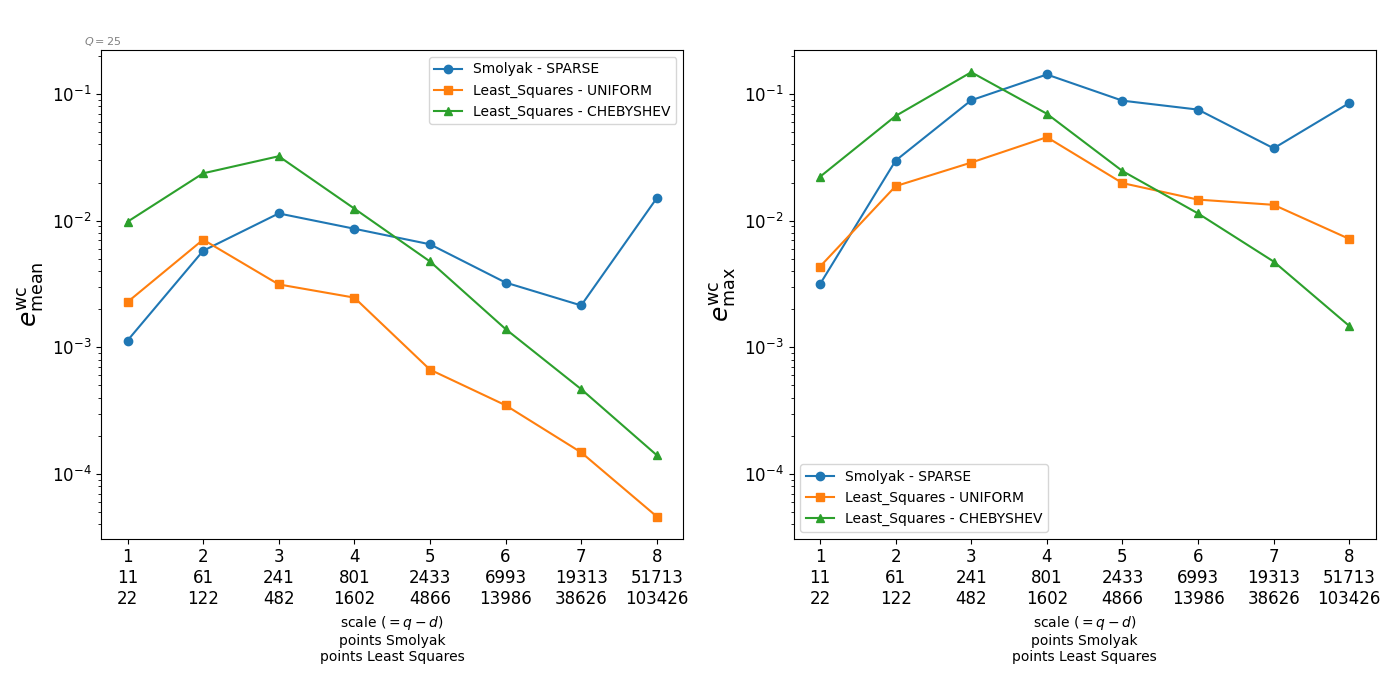 Q = 25
Smolyak - SPARSE
Least_Squares - UNIFORM
Least_Squares - CHEBYSHEV
10⁻¹
10⁻²
10⁻³
10⁻⁴
e^wc_mean
1 2 3 4 5 6 7 8
11 61 241 801 2433 6993 19313 51713
22 122 482 1602 4866 13986 38626 103426
scale (= q − d)
points Smolyak
points Least Squares
10⁻¹
10⁻²
10⁻³
10⁻⁴
e^wc_max
Smolyak - SPARSE
Least_Squares - UNIFORM
Least_Squares - CHEBYSHEV
1 2 3 4 5 6 7 8
11 61 241 801 2433 6993 19313 51713
22 122 482 1602 4866 13986 38626 103426
scale (= q − d)
points Smolyak
points Least Squares